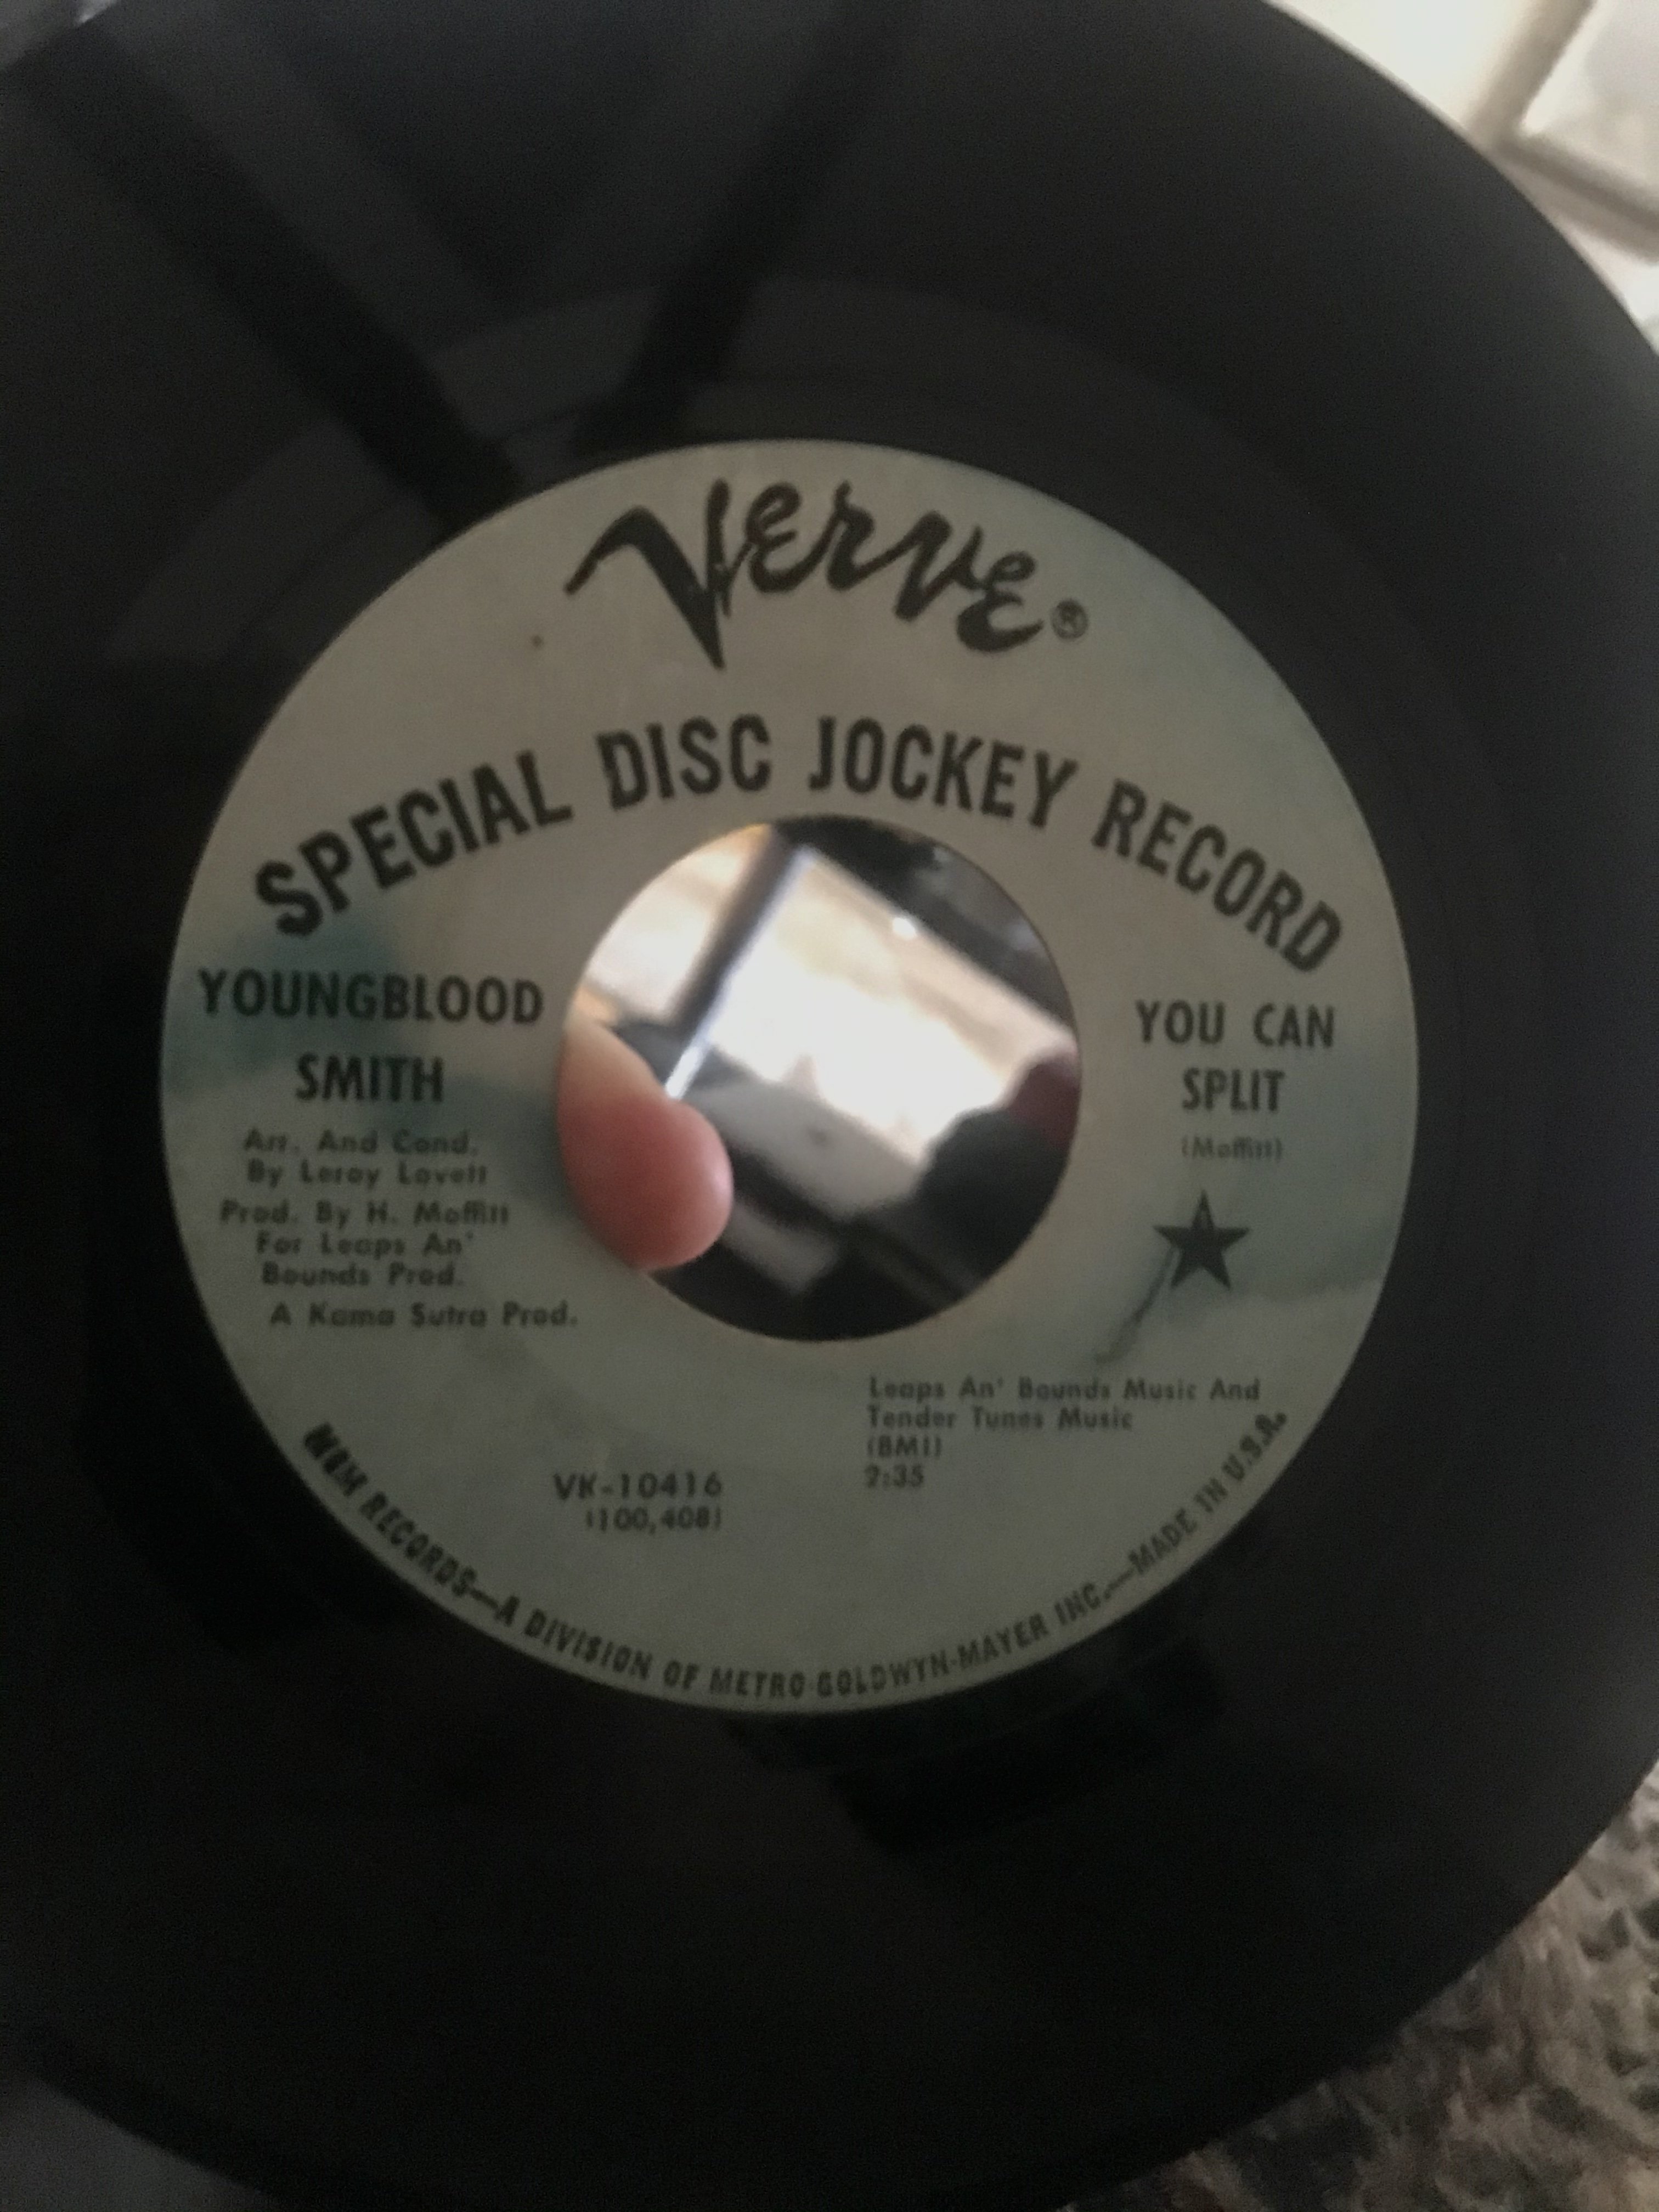 Verve®
SPECIAL DISC JOCKEY RECORD
YOUNGBLOOD
SMITH
Arr. And Cond.
By Leroy Lovett
Prod. By H. Moffitt
For Leaps An'
Bounds Prod.
A Kama Sutra Prod.
YOU CAN
SPLIT
(Moffitt)
Leaps An' Bounds Music And
Tender Tunes Music
(BMI)
2:35
VK-10416
(100,408)
MGM RECORDS—A DIVISION OF METRO-GOLDWYN-MAYER INC.—MADE IN U.S.A.